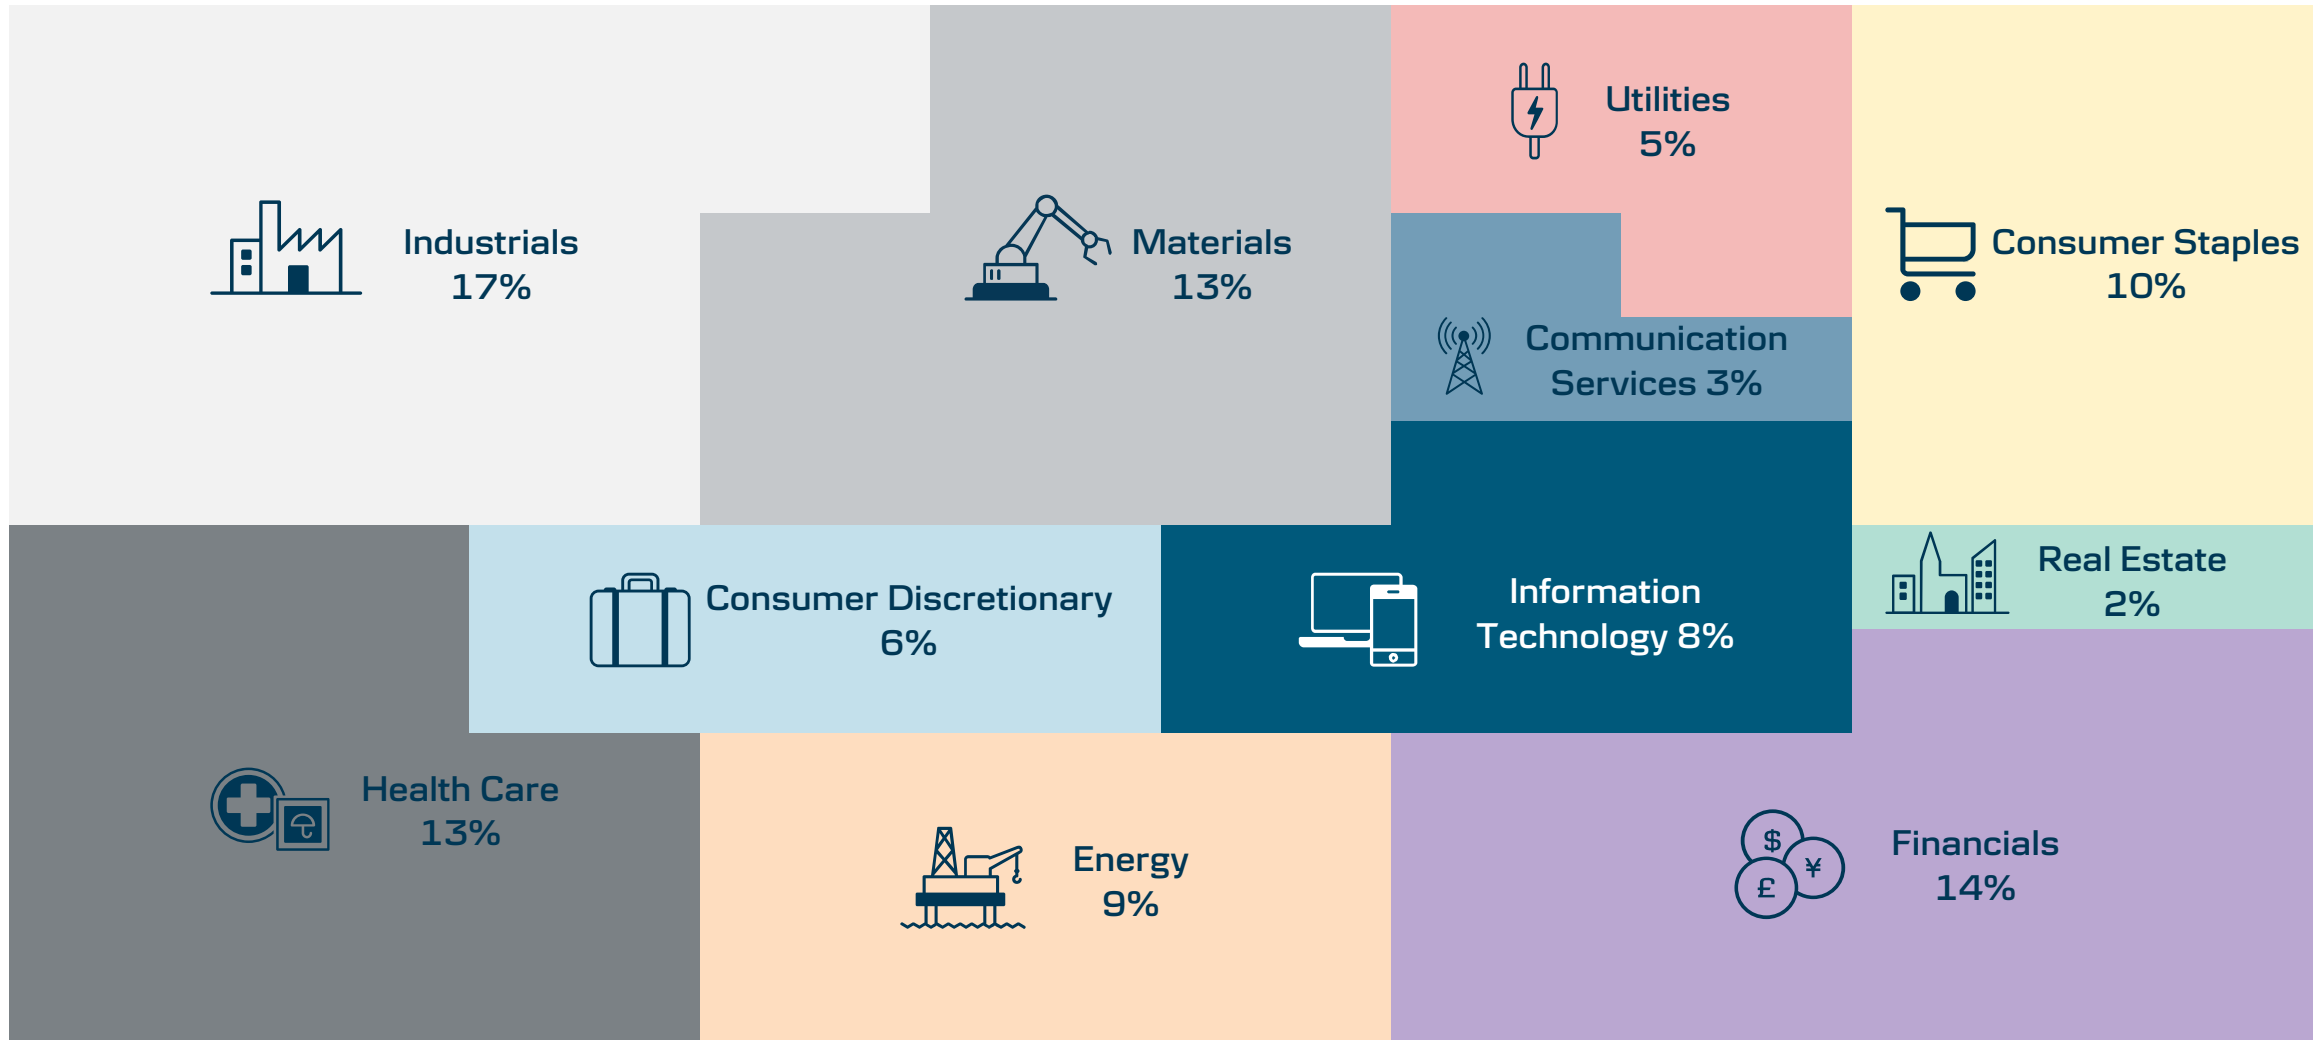 Utilities
5%
Industrials
17%
Materials
13%
Consumer Staples
10%
Communication
Services 3%
Real Estate
2%
Consumer Discretionary
6%
Information
Technology 8%
Health Care
13%
Energy
9%
$
¥
£
Financials
14%